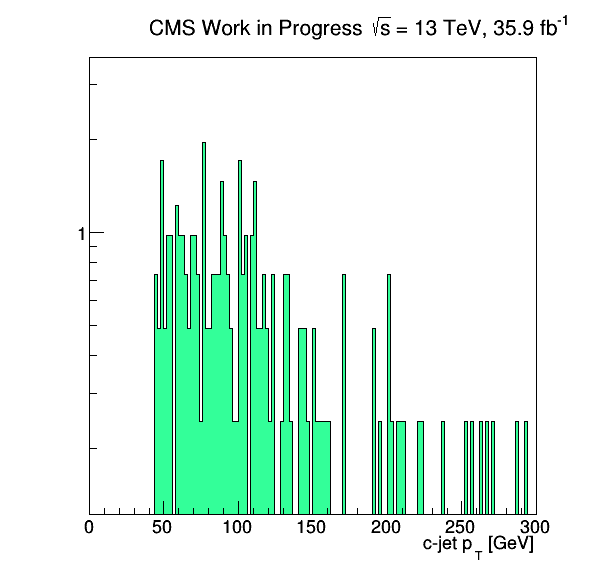 CMS Work in Progress √s = 13 TeV, 35.9 fb⁻¹
1
0 50 100 150 200 250 300
c-jet p_T [GeV]